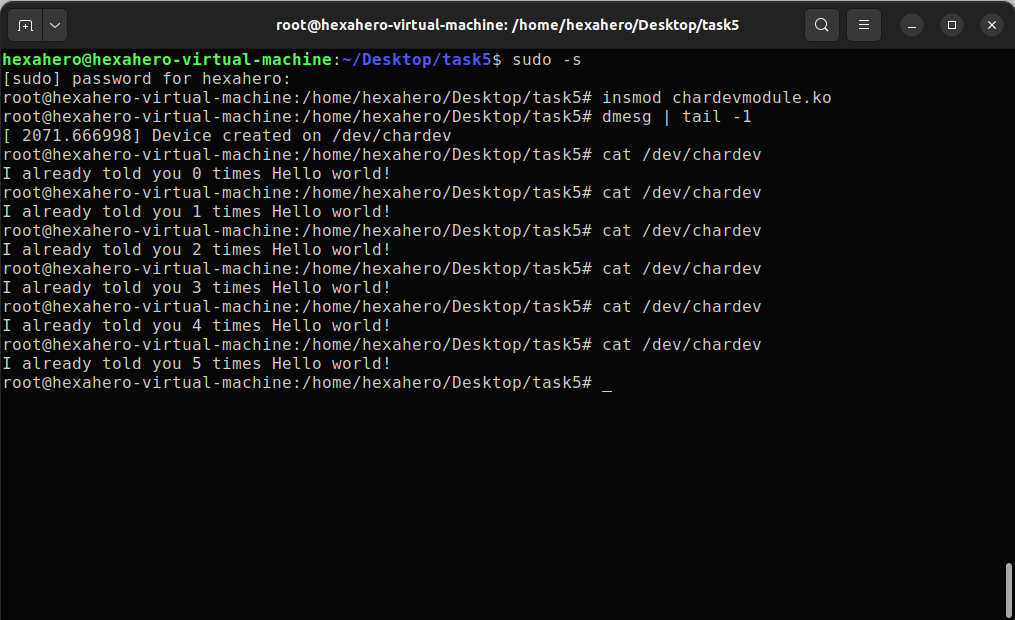 root@hexahero-virtual-machine: /home/hexahero/Desktop/task5
hexahero@hexahero-virtual-machine:~/Desktop/task5$ sudo -s
[sudo] password for hexahero:
root@hexahero-virtual-machine:/home/hexahero/Desktop/task5# insmod chardevmodule.ko
root@hexahero-virtual-machine:/home/hexahero/Desktop/task5# dmesg | tail -1
[ 2071.666998] Device created on /dev/chardev
root@hexahero-virtual-machine:/home/hexahero/Desktop/task5# cat /dev/chardev
I already told you 0 times Hello world!
root@hexahero-virtual-machine:/home/hexahero/Desktop/task5# cat /dev/chardev
I already told you 1 times Hello world!
root@hexahero-virtual-machine:/home/hexahero/Desktop/task5# cat /dev/chardev
I already told you 2 times Hello world!
root@hexahero-virtual-machine:/home/hexahero/Desktop/task5# cat /dev/chardev
I already told you 3 times Hello world!
root@hexahero-virtual-machine:/home/hexahero/Desktop/task5# cat /dev/chardev
I already told you 4 times Hello world!
root@hexahero-virtual-machine:/home/hexahero/Desktop/task5# cat /dev/chardev
I already told you 5 times Hello world!
root@hexahero-virtual-machine:/home/hexahero/Desktop/task5# _